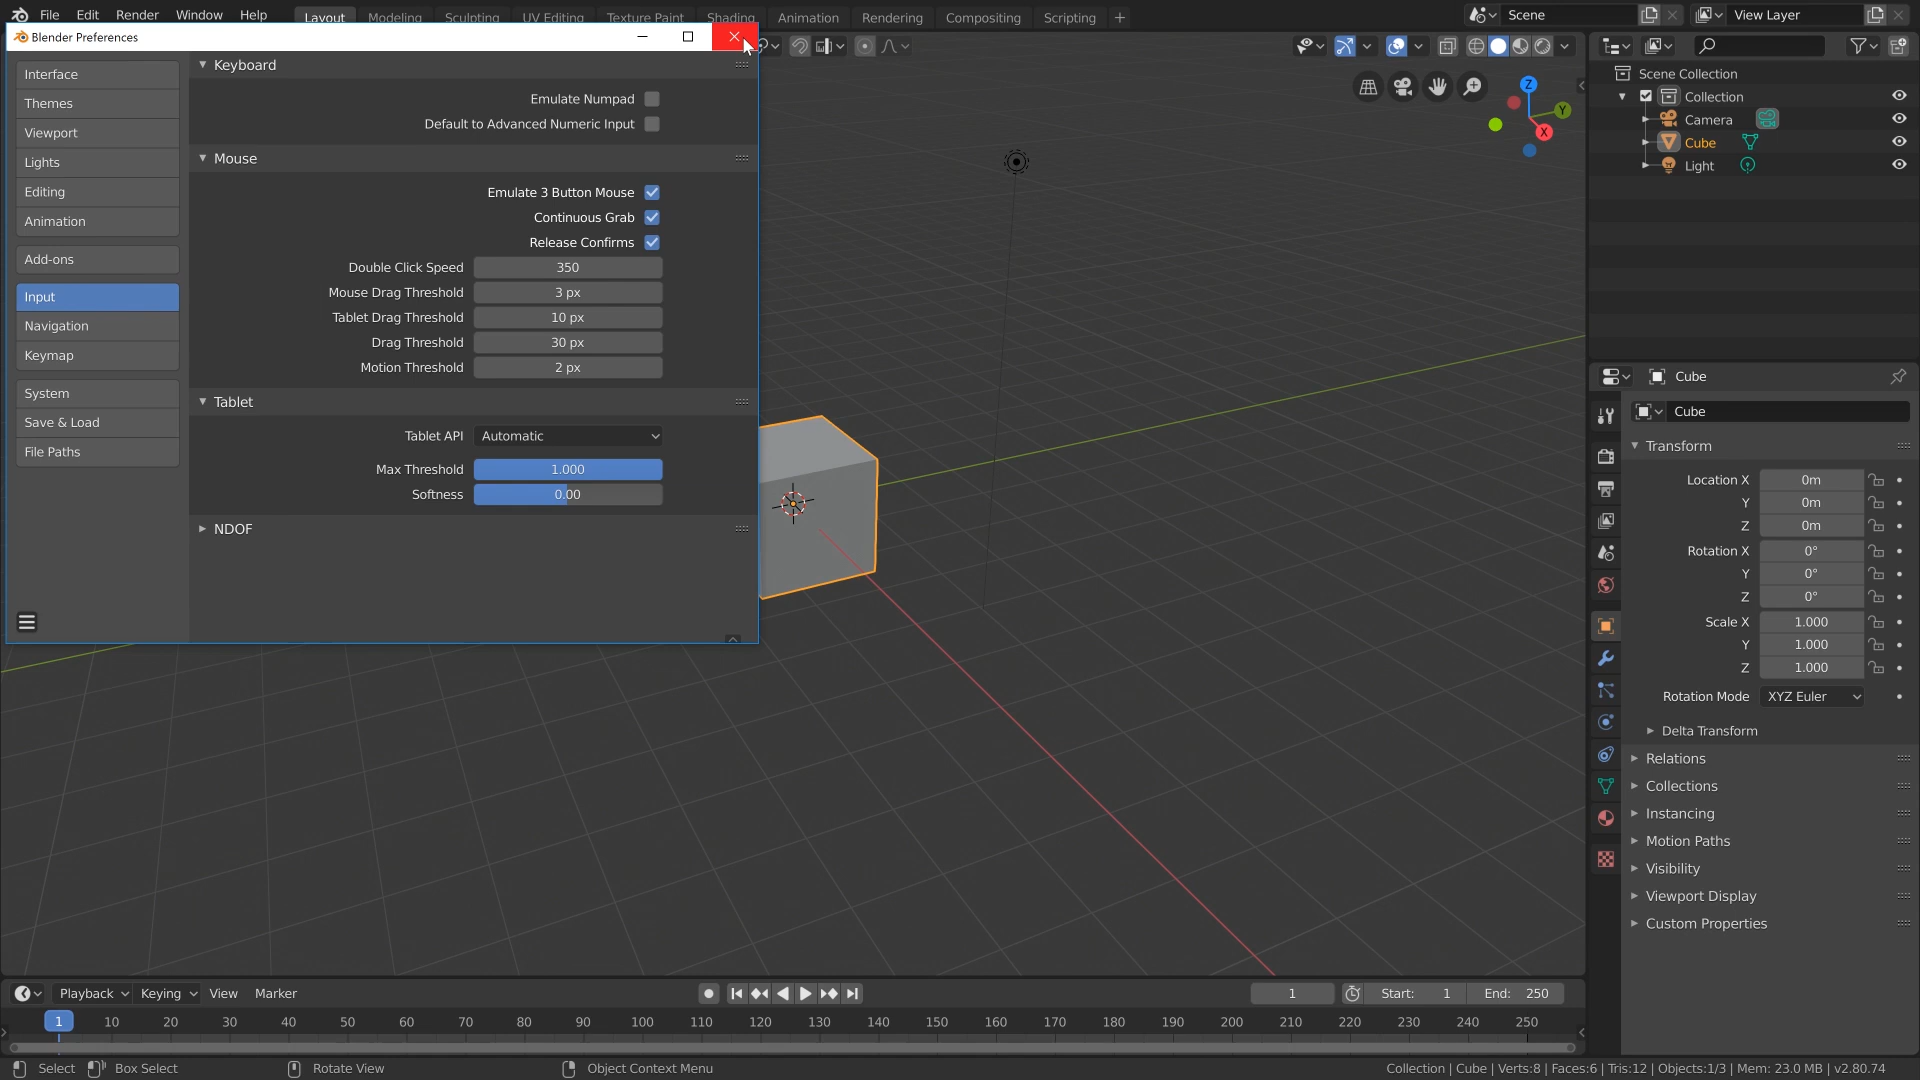 File Edit Render Window Help Layout Modeling Sculpting UV Editing Texture Paint Shading Animation Rendering Compositing Scripting Scene View Layer
Blender Preferences
Interface
Themes
Viewport
Lights
Editing
Animation
Add-ons
Input
Navigation
Keymap
System
Save & Load
File Paths
Keyboard
Emulate Numpad
Default to Advanced Numeric Input
Mouse
Emulate 3 Button Mouse
Continuous Grab
Release Confirms
Double Click Speed 350
Mouse Drag Threshold 3 px
Tablet Drag Threshold 10 px
Drag Threshold 30 px
Motion Threshold 2 px
Tablet
Tablet API Automatic
Max Threshold 1.000
Softness 0.00
NDOF
Z
Y
X
Scene Collection
Collection
Camera
Cube
Light
Cube
Cube
Transform
Location X 0m
Y 0m
Z 0m
Rotation X 0°
Y 0°
Z 0°
Scale X 1.000
Y 1.000
Z 1.000
Rotation Mode XYZ Euler
Delta Transform
Relations
Collections
Instancing
Motion Paths
Visibility
Viewport Display
Custom Properties
Playback Keying View Marker 1 Start: 1 End: 250
1 10 20 30 40 50 60 70 80 90 100 110 120 130 140 150 160 170 180 190 200 210 220 230 240 250
Select Box Select Rotate View Object Context Menu Collection | Cube | Verts:8 | Faces:6 | Tris:12 | Objects:1/3 | Mem: 23.0 MB | v2.80.74